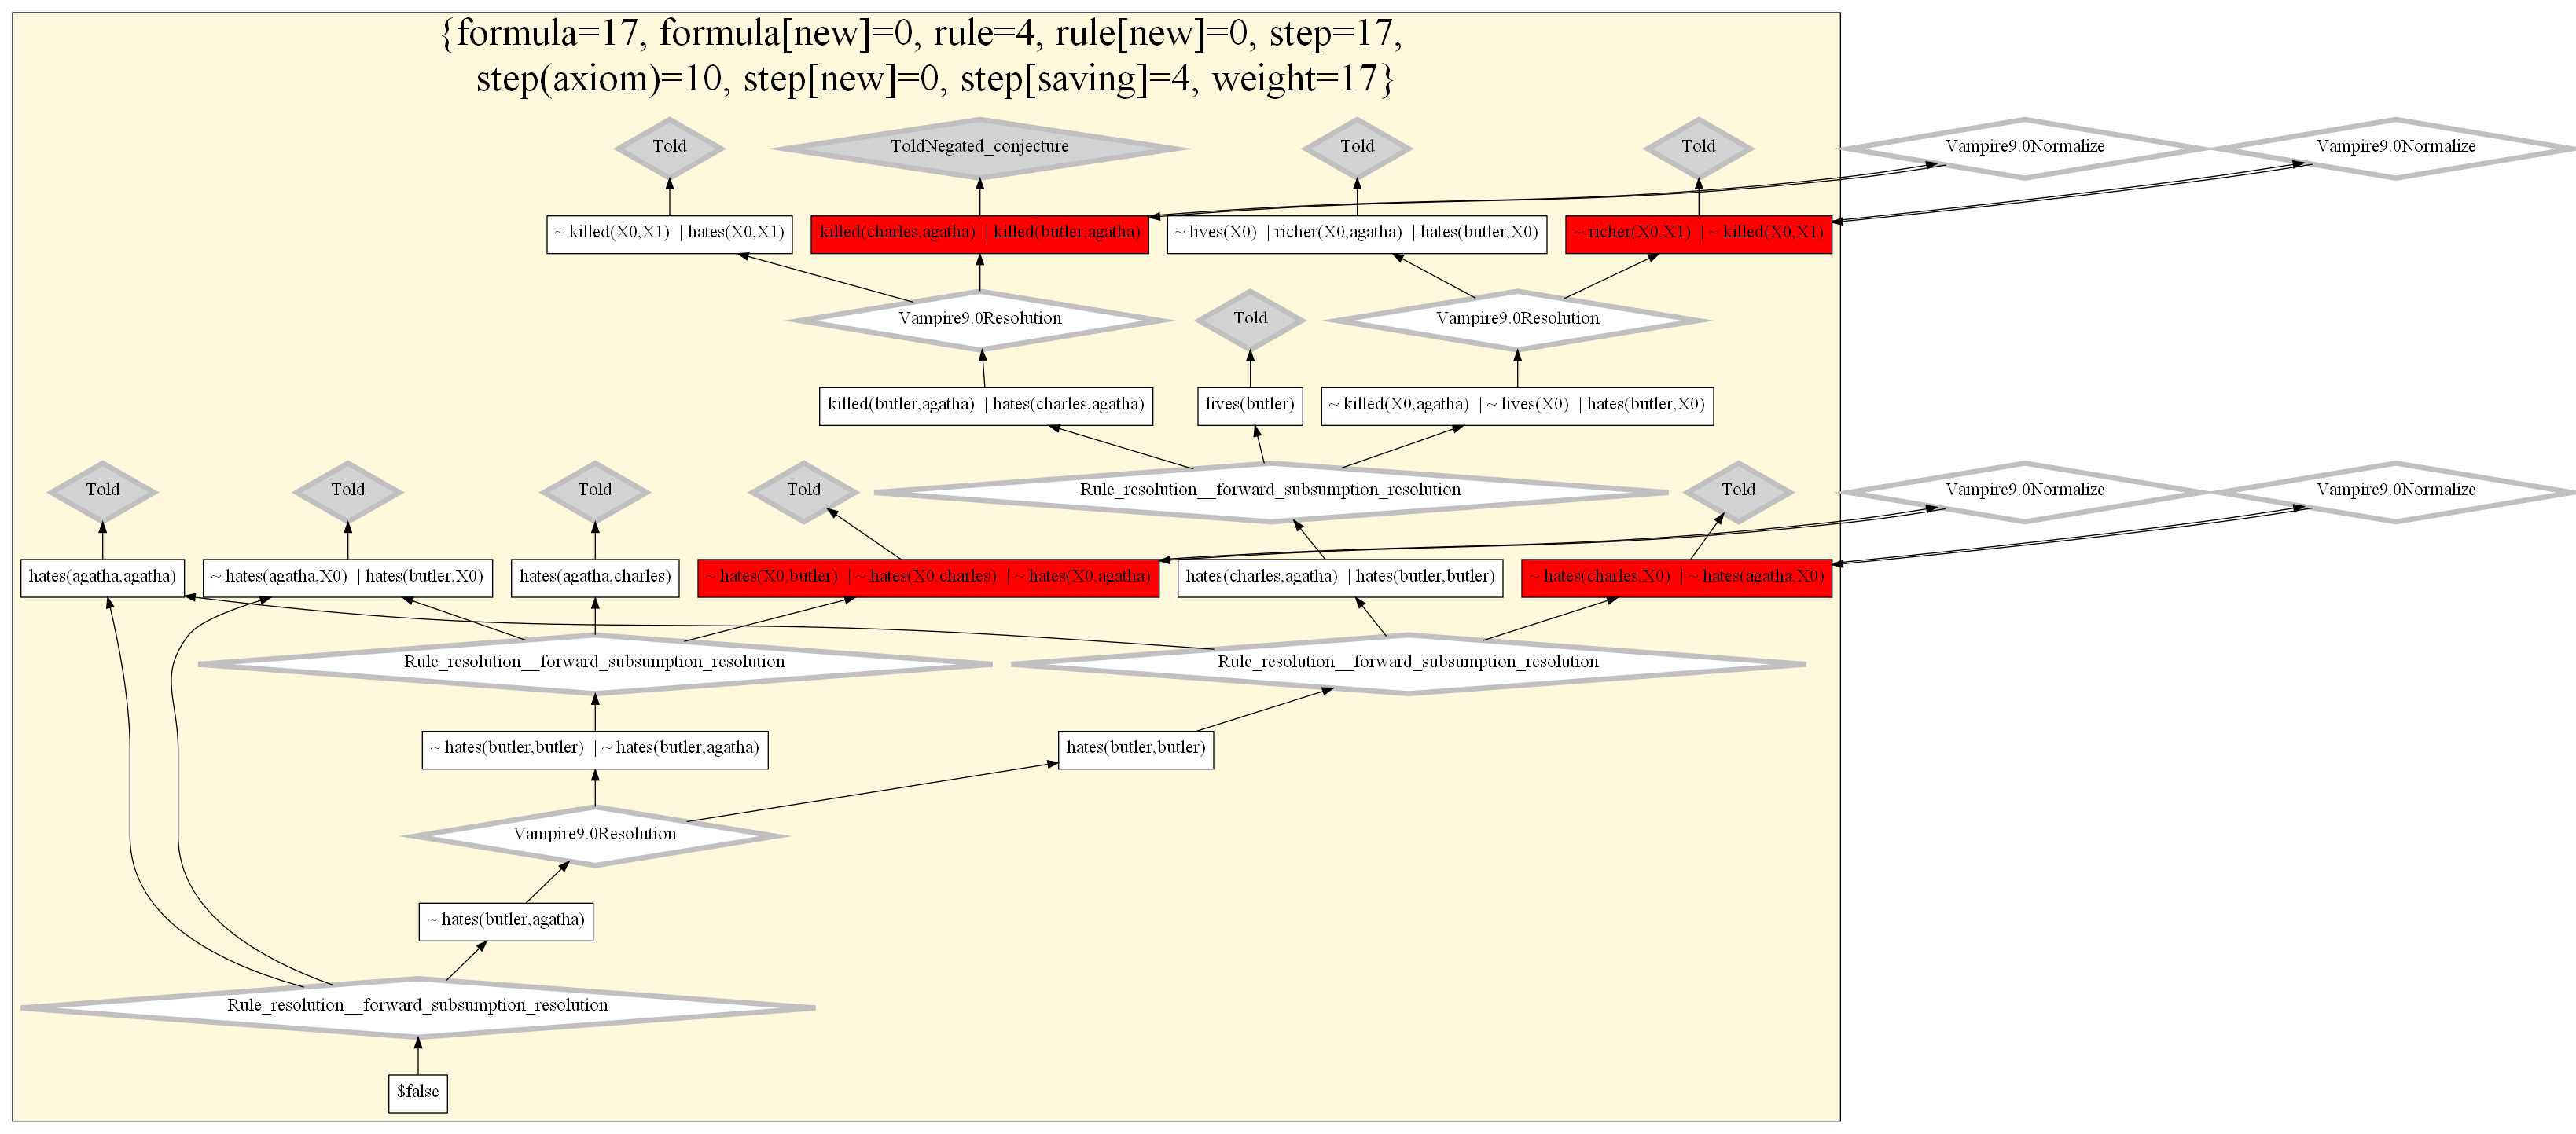 {formula=17, formula[new]=0, rule=4, rule[new]=0, step=17,
step(axiom)=10, step[new]=0, step[saving]=4, weight=17}
Told
ToldNegated_conjecture
Told
Told
Vampire9.0Normalize
Vampire9.0Normalize
~ killed(X0,X1) | hates(X0,X1)
killed(charles,agatha) | killed(butler,agatha)
~ lives(X0) | richer(X0,agatha) | hates(butler,X0)
~ richer(X0,X1) | ~ killed(X0,X1)
Vampire9.0Resolution
Told
Vampire9.0Resolution
killed(butler,agatha) | hates(charles,agatha)
lives(butler)
~ killed(X0,agatha) | ~ lives(X0) | hates(butler,X0)
Told
Told
Told
Told
Rule_resolution__forward_subsumption_resolution
Told
Vampire9.0Normalize
Vampire9.0Normalize
hates(agatha,agatha)
~ hates(agatha,X0) | hates(butler,X0)
hates(agatha,charles)
~ hates(X0,butler) | ~ hates(X0,charles) | ~ hates(X0,agatha)
hates(charles,agatha) | hates(butler,butler)
~ hates(charles,X0) | ~ hates(agatha,X0)
Rule_resolution__forward_subsumption_resolution
Rule_resolution__forward_subsumption_resolution
~ hates(butler,butler) | ~ hates(butler,agatha)
hates(butler,butler)
Vampire9.0Resolution
~ hates(butler,agatha)
Rule_resolution__forward_subsumption_resolution
$false